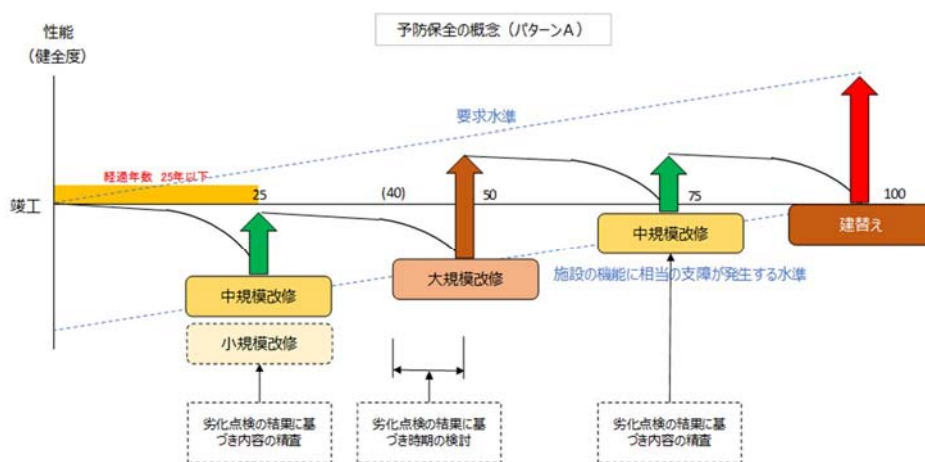 予防保全の概念（パターンA）
性能
（健全度）
要求水準
経過年数 25年以下
竣工
25
(40)
50
75
100
中規模改修
小規模改修
大規模改修
中規模改修
建替え
施設の機能に相当の支障が発生する水準
劣化点検の結果に基
づき内容の精査
劣化点検の結果に基
づき時期の検討
劣化点検の結果に基
づき内容の精査